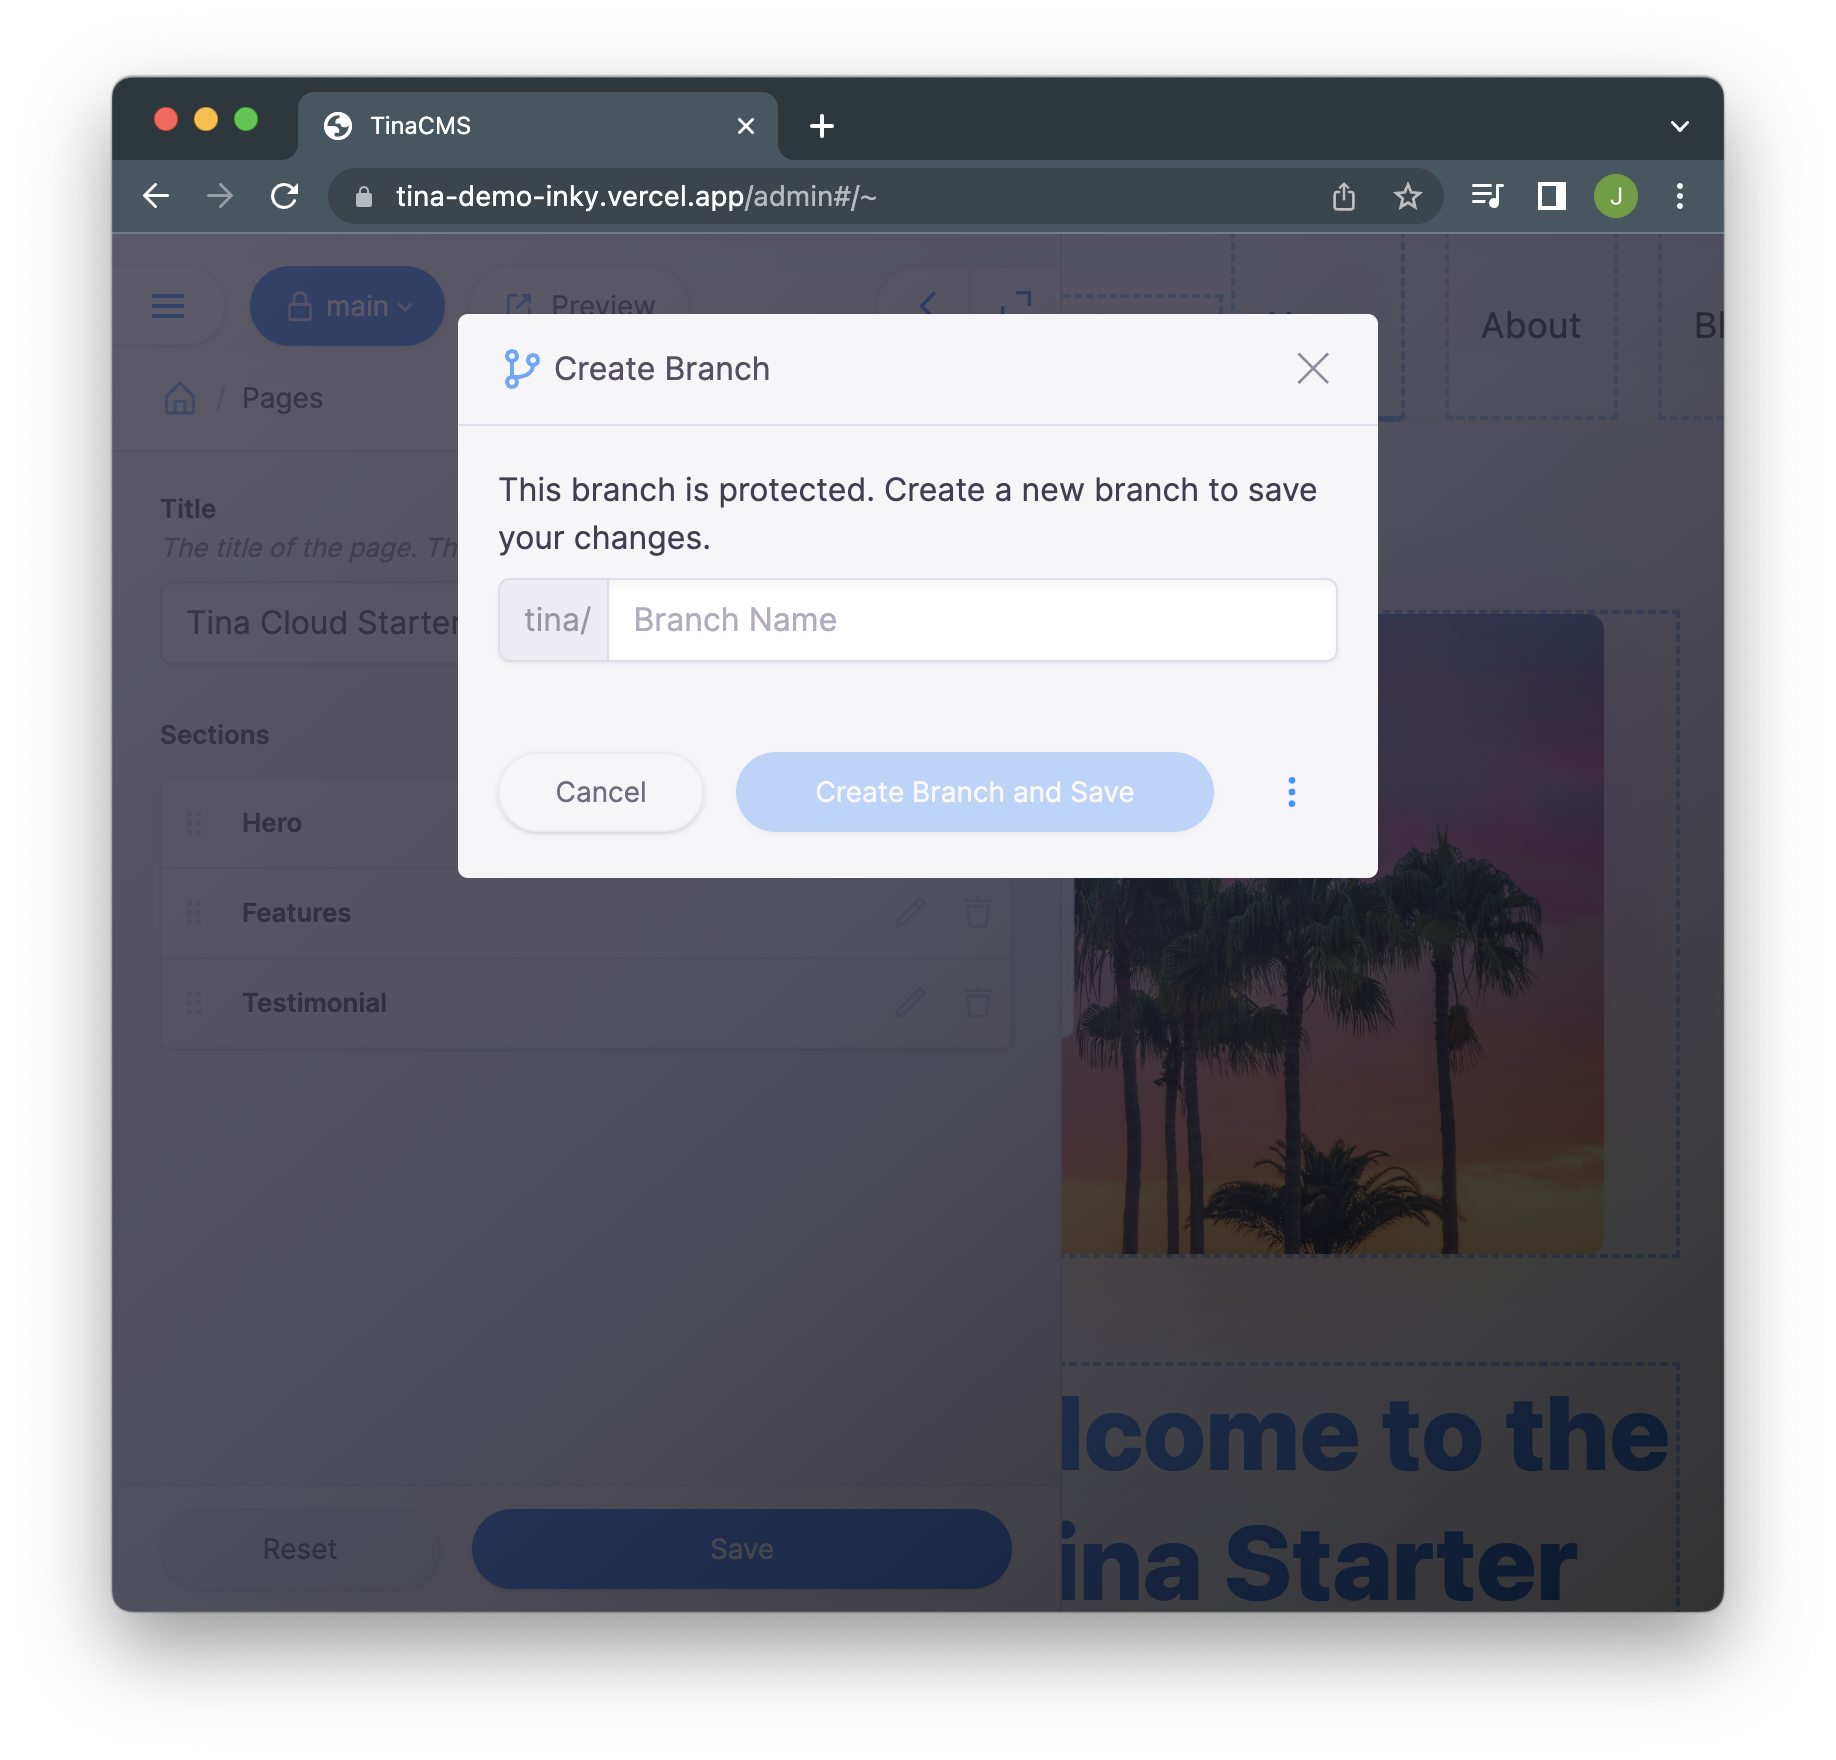 TinaCMS
tina-demo-inky.vercel.app/admin#/~
J
main
Preview
About
Pages
Create Branch
This branch is protected. Create a new branch to save
your changes.
tina/
Branch Name
Cancel
Create Branch and Save
Title
The title of the page.
Tina Cloud Starter
Sections
Hero
Features
Testimonial
lcome to the
ina Starter
Reset
Save